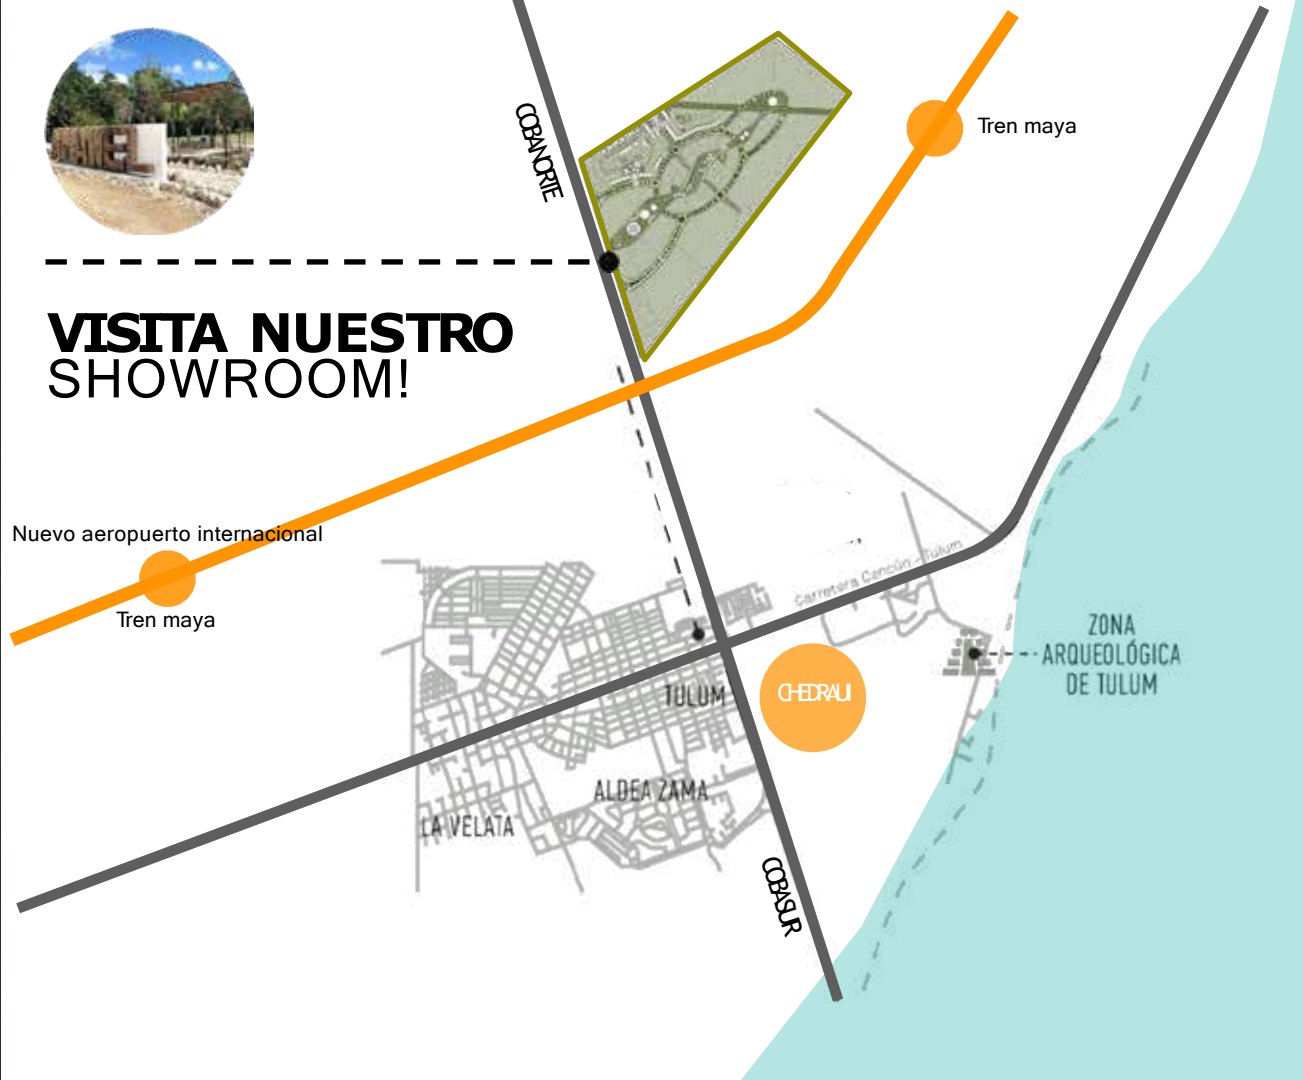 COBA NORTE
Tren maya
VISITA NUESTRO
SHOWROOM!
Nuevo aeropuerto internacional
Tren maya
Carretera Cancún - Tulum
ZONA
ARQUEOLÓGICA
DE TULUM
CHEDRAUI
TULUM
ALDEA ZAMA
LA VELATA
COBA SUR